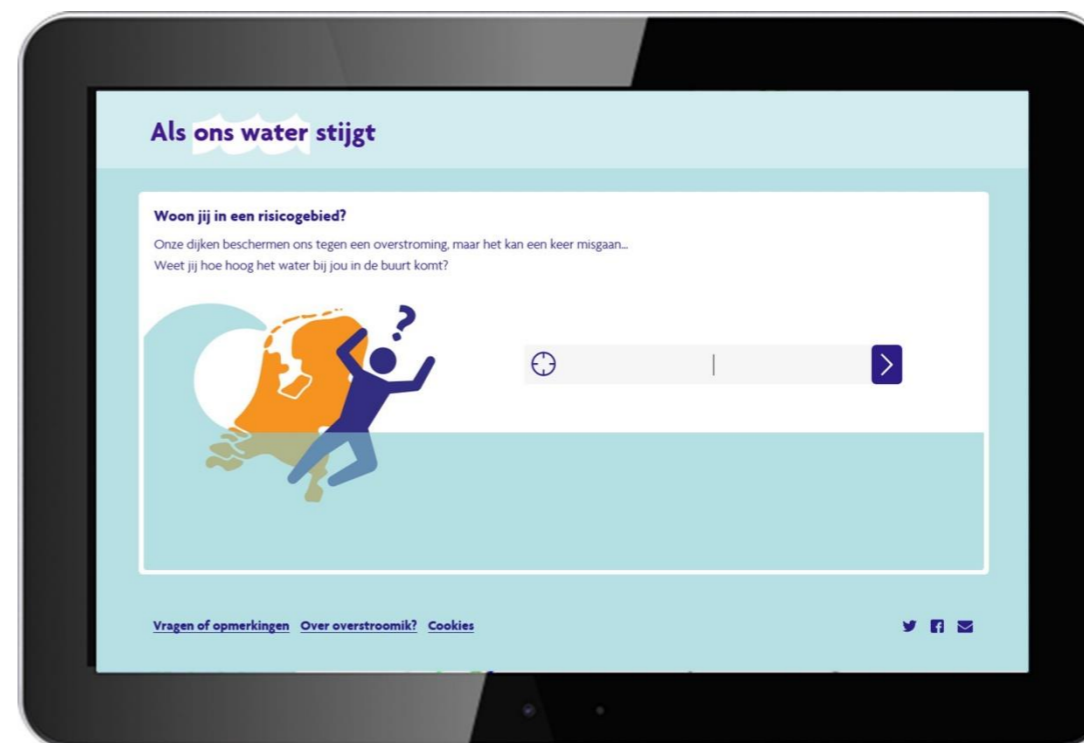 Als ons water stijgt
Woon jij in een risicogebied?
Onze dijken beschermen ons tegen een overstroming, maar het kan een keer misgaan...
Weet jij hoe hoog het water bij jou in de buurt komt?
?
Vragen of opmerkingen Over overstroomik? Cookies